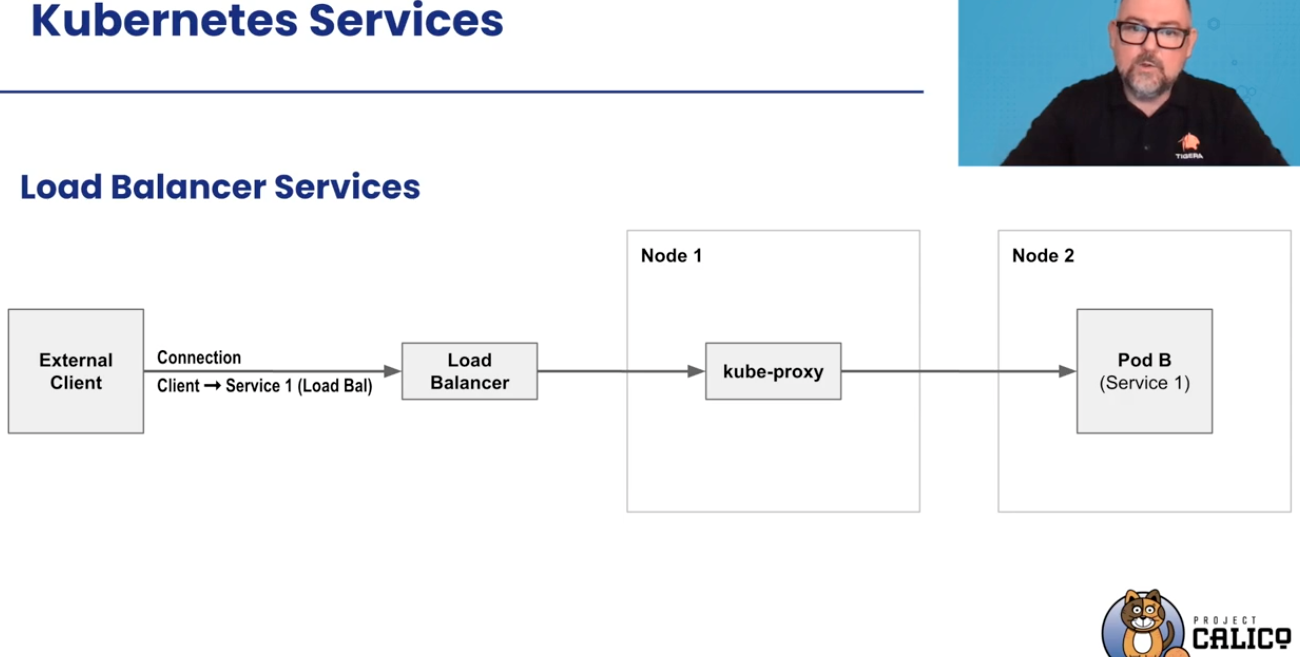 Kubernetes Services
TIGERA
Load Balancer Services
Node 1
Node 2
External
Client
Connection
Client → Service 1 (Load Bal)
Load
Balancer
kube-proxy
Pod B
(Service 1)
PROJECT
CALICO